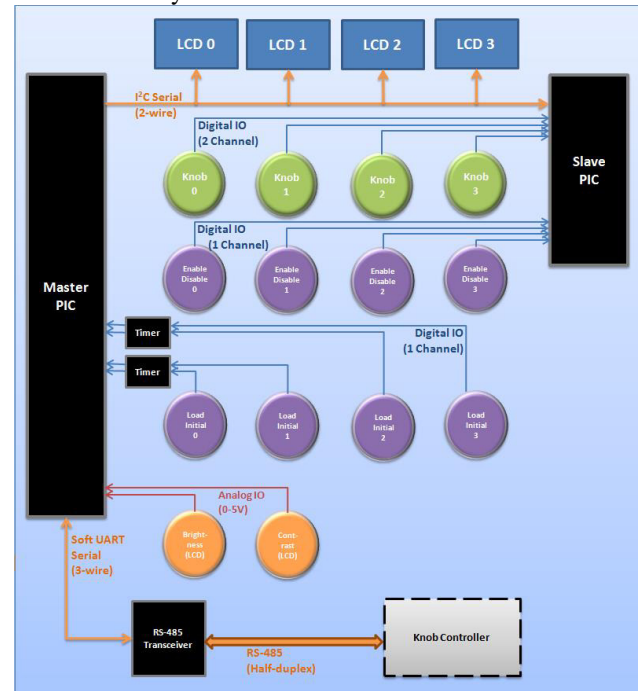 LCD 0
LCD 1
LCD 2
LCD 3
I²C Serial
(2-wire)
Digital IO
(2 Channel)
Knob
0
Knob
1
Knob
2
Knob
3
Slave
PIC
Digital IO
(1 Channel)
Enable
Disable
0
Enable
Disable
1
Enable
Disable
2
Enable
Disable
3
Master
PIC
Timer
Timer
Digital IO
(1 Channel)
Load
Initial
0
Load
Initial
1
Load
Initial
2
Load
Initial
3
Analog IO
(0-5V)
Bright-
ness
(LCD)
Cont-
rast
(LCD)
Soft UART
Serial
(3-wire)
RS-485
Transceiver
RS-485
(Half-duplex)
Knob Controller